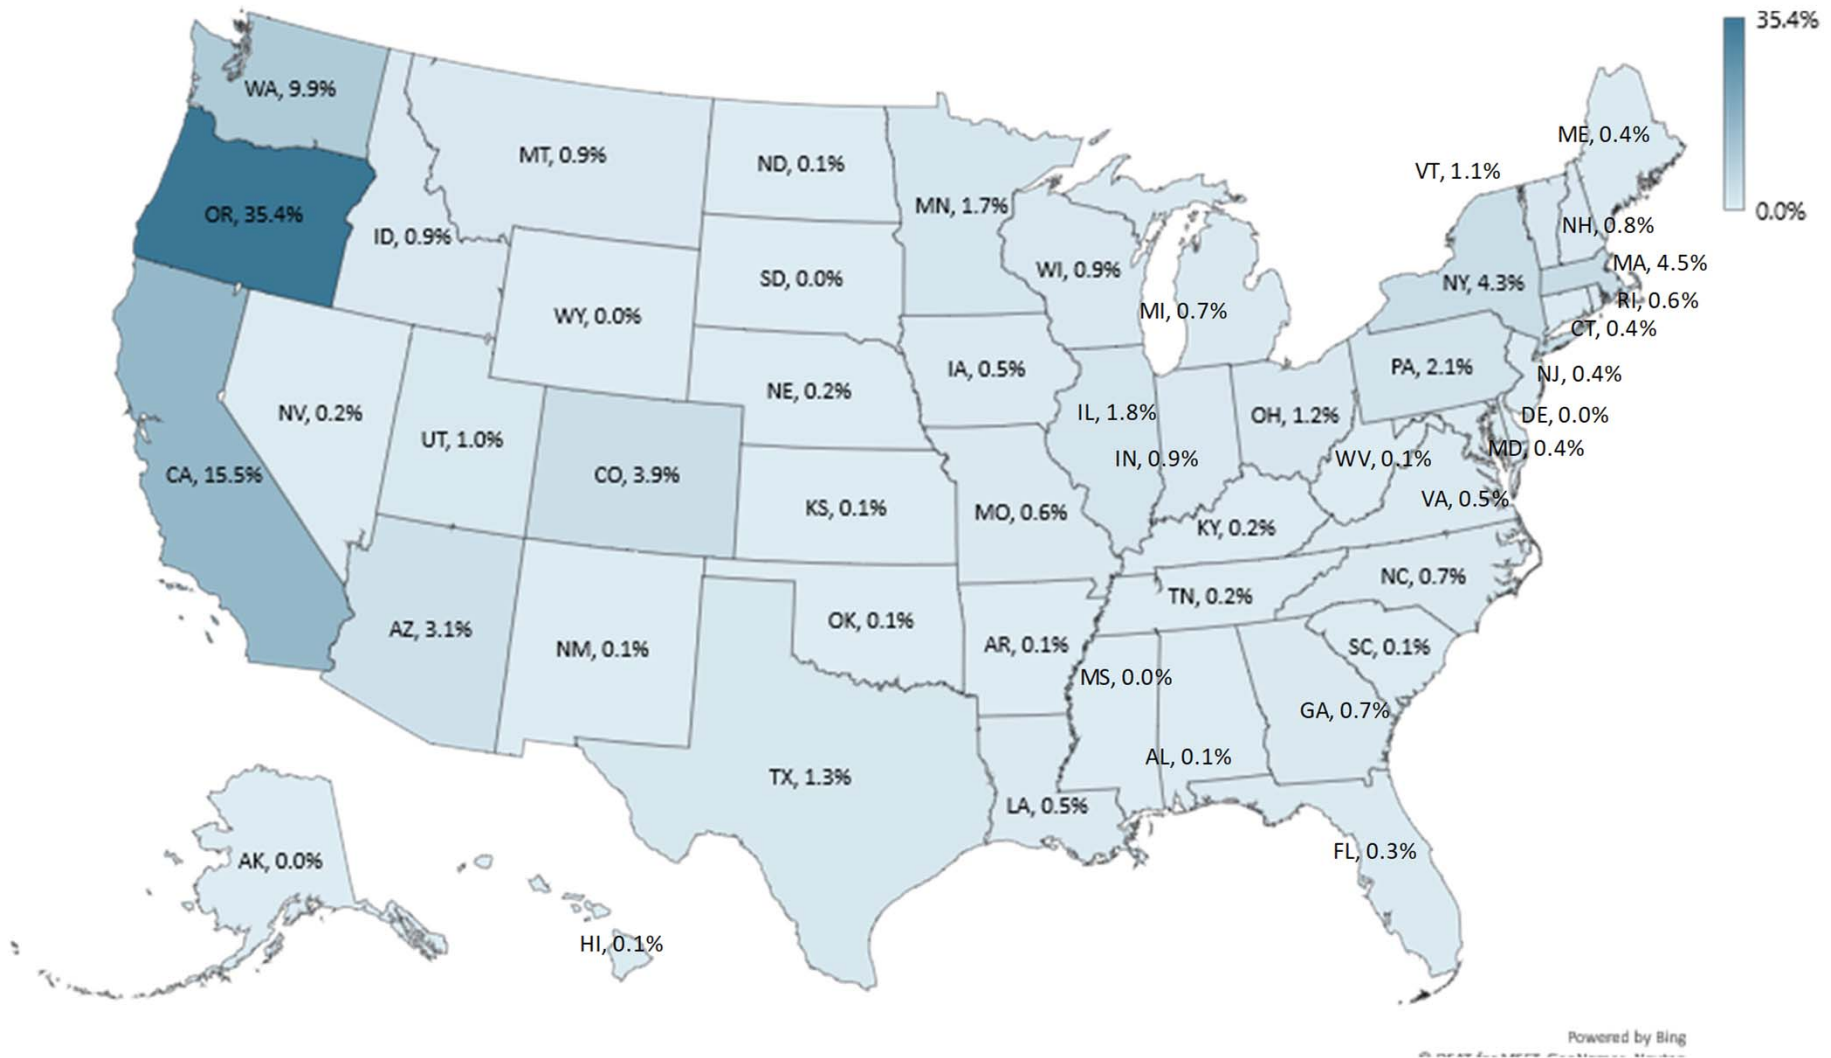 35.4%
0.0%
WA, 9.9%
OR, 35.4%
CA, 15.5%
MT, 0.9%
ID, 0.9%
WY, 0.0%
NV, 0.2%
UT, 1.0%
CO, 3.9%
AZ, 3.1%
NM, 0.1%
ND, 0.1%
SD, 0.0%
NE, 0.2%
KS, 0.1%
OK, 0.1%
TX, 1.3%
MN, 1.7%
IA, 0.5%
MO, 0.6%
AR, 0.1%
LA, 0.5%
WI, 0.9%
IL, 1.8%
IN, 0.9%
MI, 0.7%
OH, 1.2%
KY, 0.2%
TN, 0.2%
MS, 0.0%
AL, 0.1%
GA, 0.7%
FL, 0.3%
SC, 0.1%
NC, 0.7%
VA, 0.5%
WV, 0.1%
PA, 2.1%
NY, 4.3%
VT, 1.1%
ME, 0.4%
NH, 0.8%
MA, 4.5%
RI, 0.6%
CT, 0.4%
NJ, 0.4%
DE, 0.0%
MD, 0.4%
AK, 0.0%
HI, 0.1%
Powered by Bing